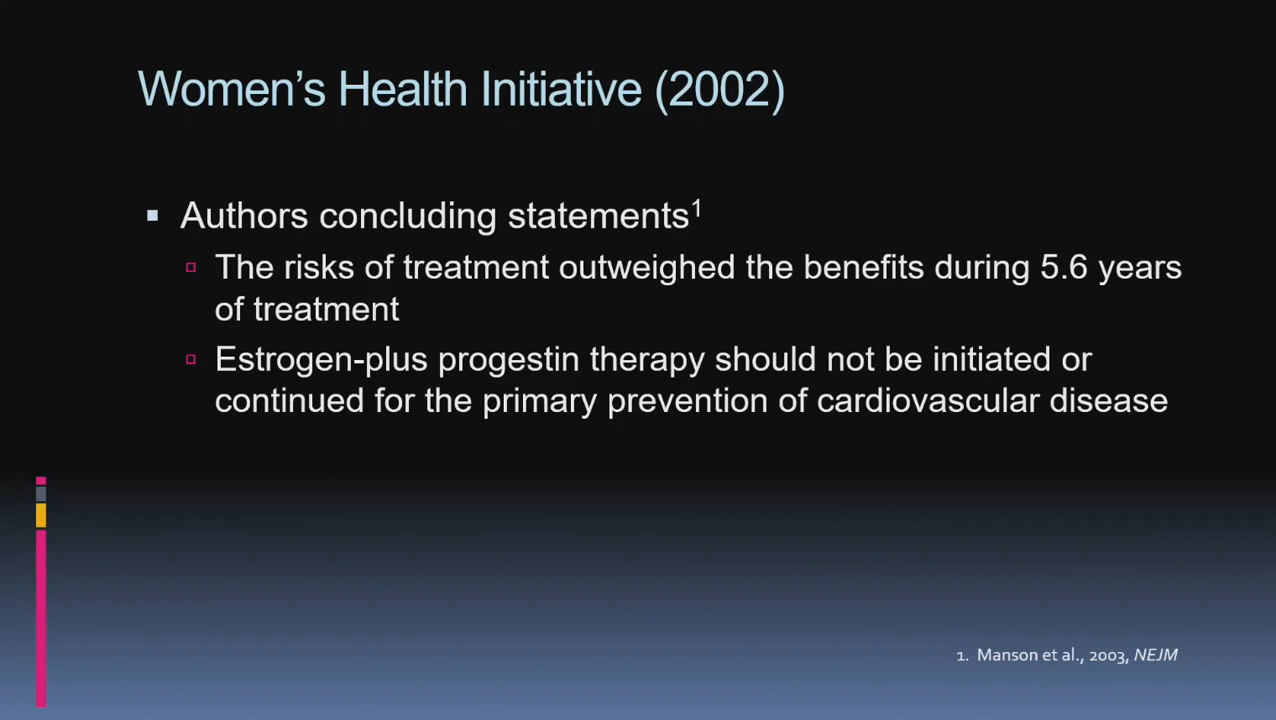 Women’s Health Initiative (2002)
Authors concluding statements¹
The risks of treatment outweighed the benefits during 5.6 years
of treatment
Estrogen-plus progestin therapy should not be initiated or
continued for the primary prevention of cardiovascular disease
1. Manson et al., 2003, NEJM